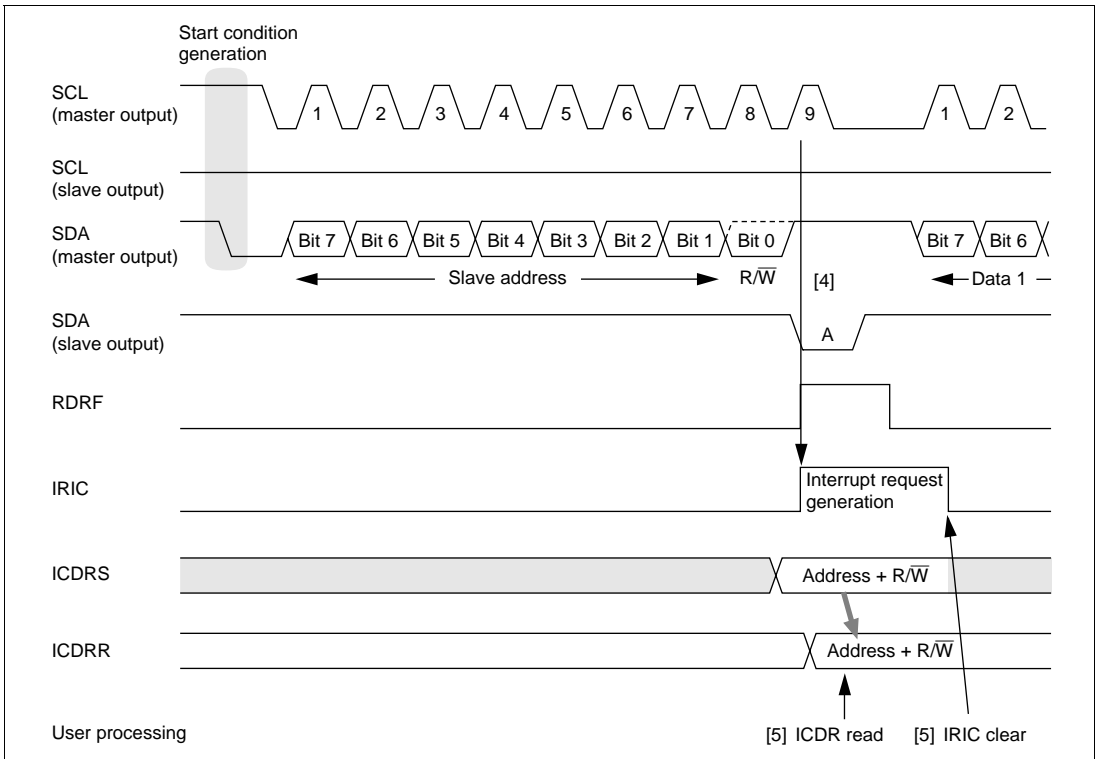 Start condition
generation
SCL
(master output)
1 2 3 4 5 6 7 8 9 1 2
SCL
(slave output)
SDA
(master output)
Bit 7 Bit 6 Bit 5 Bit 4 Bit 3 Bit 2 Bit 1 Bit 0 Bit 7 Bit 6
Slave address R/W̅ [4] Data 1
SDA
(slave output)
A
RDRF
IRIC
Interrupt request
generation
ICDRS
Address + R/W̅
ICDRR
Address + R/W̅
User processing
[5] ICDR read [5] IRIC clear